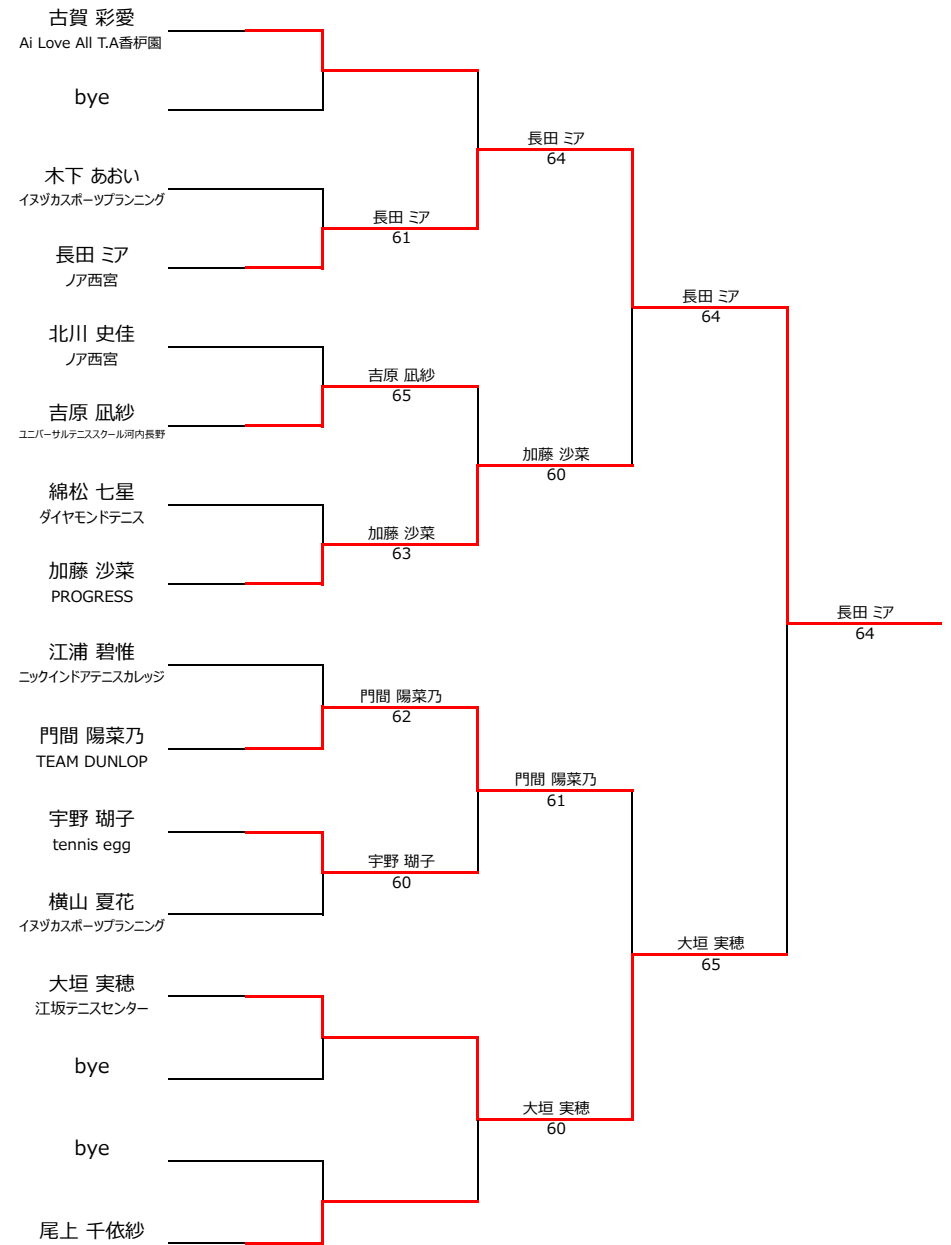 古賀 彩愛
Ai Love All T.A香枦園
bye
木下 あおい
イヌヅカスポーツプランニング
長田 ミア
ノア西宮
北川 史佳
ノア西宮
吉原 凪紗
ユニバーサルテニススクール河内長野
綿松 七星
ダイヤモンドテニス
加藤 沙菜
PROGRESS
江浦 碧惟
ニックインドアテニスカレッジ
門間 陽菜乃
TEAM DUNLOP
宇野 瑚子
tennis egg
横山 夏花
イヌヅカスポーツプランニング
大垣 実穂
江坂テニスセンター
bye
bye
尾上 千依紗
長田 ミア
61
吉原 凪紗
65
加藤 沙菜
63
門間 陽菜乃
62
宇野 瑚子
60
長田 ミア
64
加藤 沙菜
60
門間 陽菜乃
61
大垣 実穂
60
長田 ミア
64
大垣 実穂
65
長田 ミア
64